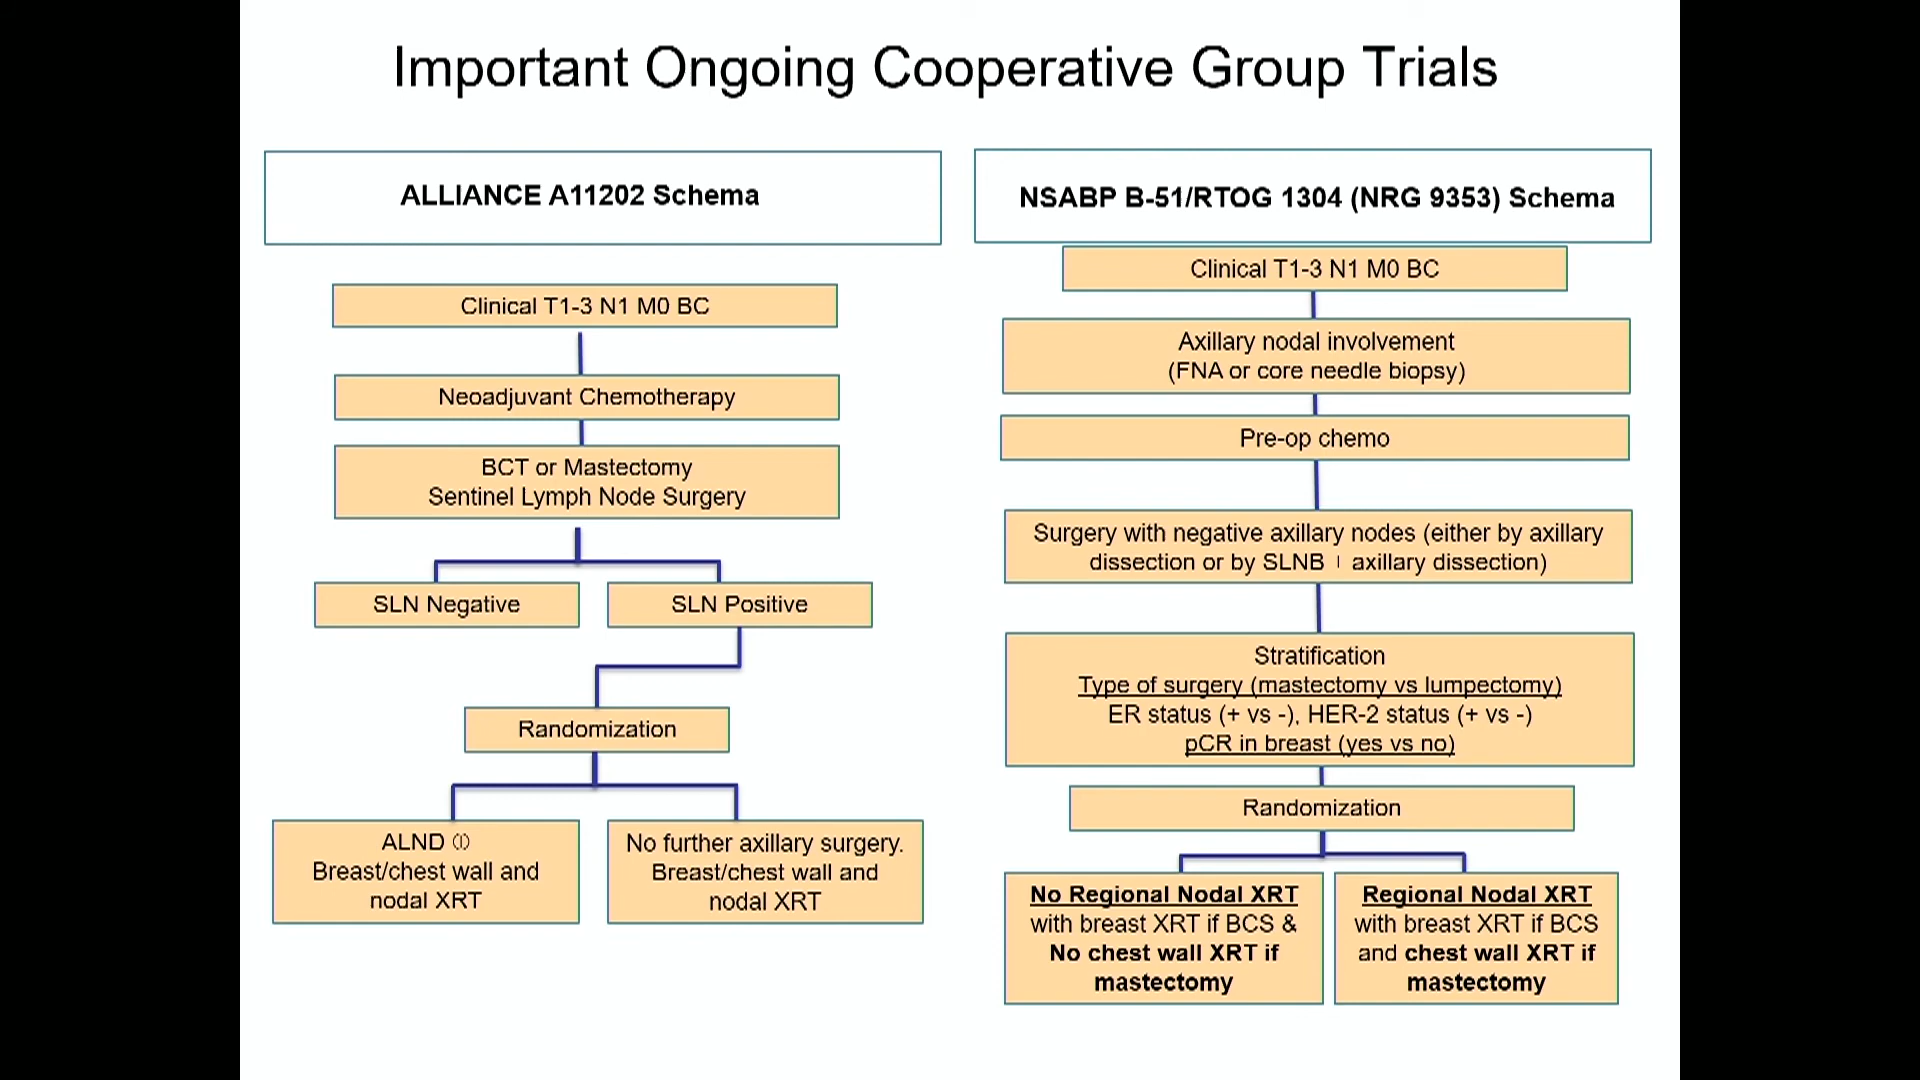 Important Ongoing Cooperative Group Trials
ALLIANCE A11202 Schema
Clinical T1-3 N1 M0 BC
Neoadjuvant Chemotherapy
BCT or Mastectomy
Sentinel Lymph Node Surgery
SLN Negative
SLN Positive
Randomization
ALND
Breast/chest wall and
nodal XRT
No further axillary surgery.
Breast/chest wall and
nodal XRT
NSABP B-51/RTOG 1304 (NRG 9353) Schema
Clinical T1-3 N1 M0 BC
Axillary nodal involvement
(FNA or core needle biopsy)
Pre-op chemo
Surgery with negative axillary nodes (either by axillary
dissection or by SLNB axillary dissection)
Stratification
Type of surgery (mastectomy vs lumpectomy)
ER status (+ vs -), HER-2 status (+ vs -)
pCR in breast (yes vs no)
Randomization
No Regional Nodal XRT
with breast XRT if BCS &
No chest wall XRT if
mastectomy
Regional Nodal XRT
with breast XRT if BCS
and chest wall XRT if
mastectomy